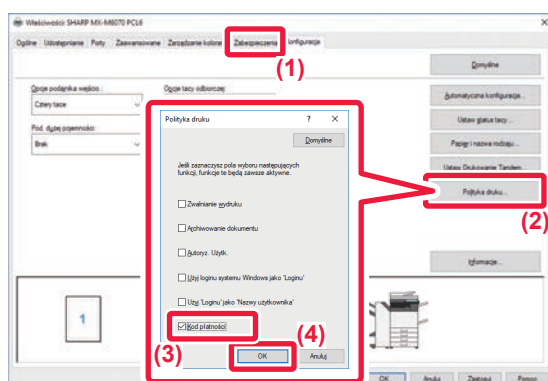 Właściwości: SHARP MX-M6070 PCL6
Ogólne Udostępnianie Porty Zaawansowane Zarządzanie kolorami Zabezpieczenia Konfiguracja
(1)
Domyślne
Opcje podajnika wejścia:
Opcje tacy odbiorczej:
Cztery tace
Automatyczna konfiguracja...
Ustaw status tacy...
Pod. dużej pojemności:
Brak
Papier i nazwa rodzaju...
Ustaw Drukowanie Tandem...
Polityka druku...
(2)
Informacje...
Polityka druku
? ×
Domyślne
Jeśli zaznaczysz pola wyboru następujących
funkcji, funkcje te będą zawsze aktywne.
Zwalnianie wydruku
Archiwowanie dokumentu
Autoryz. Użytk.
Użyj loginu systemu Windows jako 'Loginu'
Użyj 'Loginu' jako 'Nazwy użytkownika'
Kod płatności
(3)
(4)
OK Anuluj
1
OK Anuluj Zastosuj Pomoc